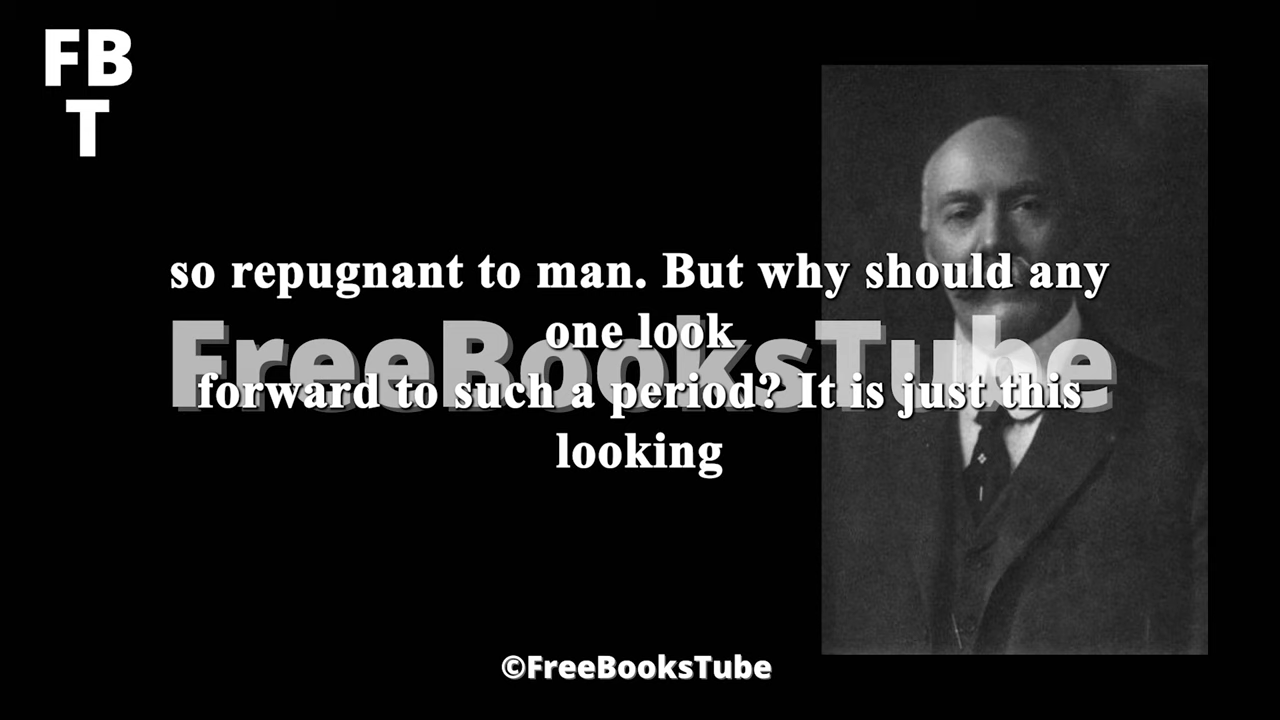 FB
T
so repugnant to man. But why should any
one look
FreeBooksTube
forward to such a period? It is just this
looking
©FreeBooksTube